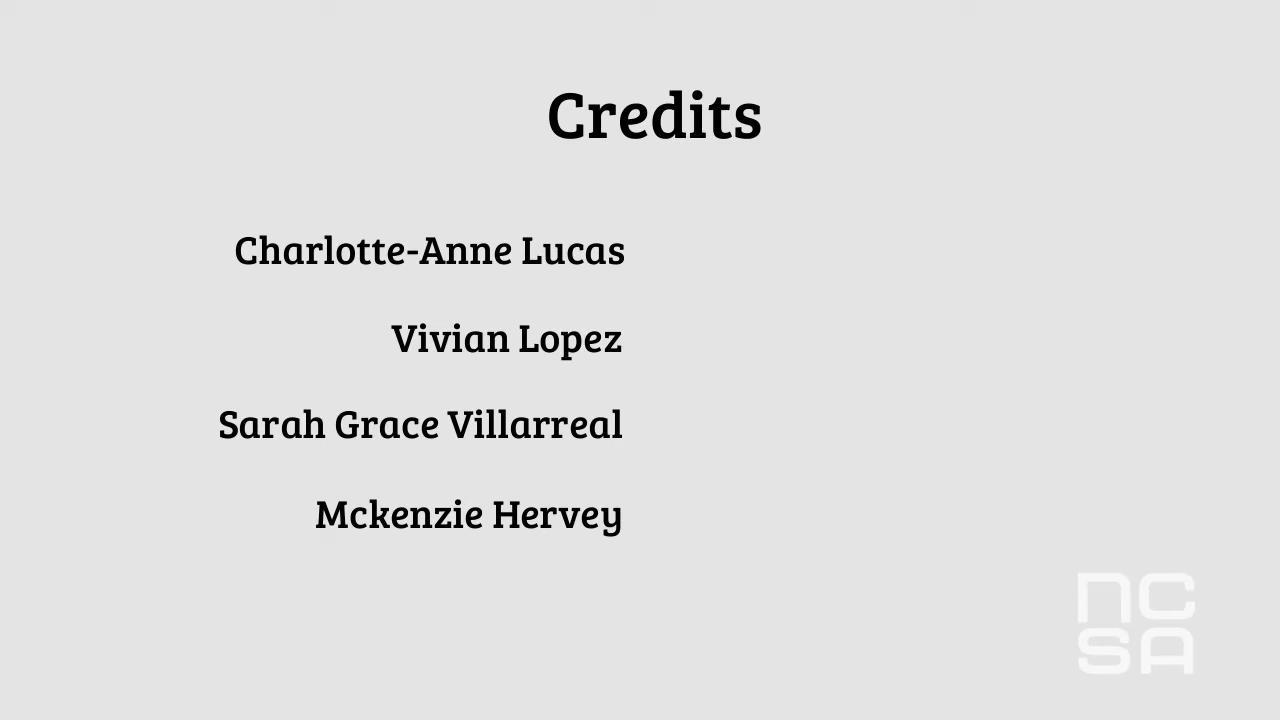 Credits
Charlotte-Anne Lucas
Vivian Lopez
Sarah Grace Villarreal
Mckenzie Hervey
NC
SA